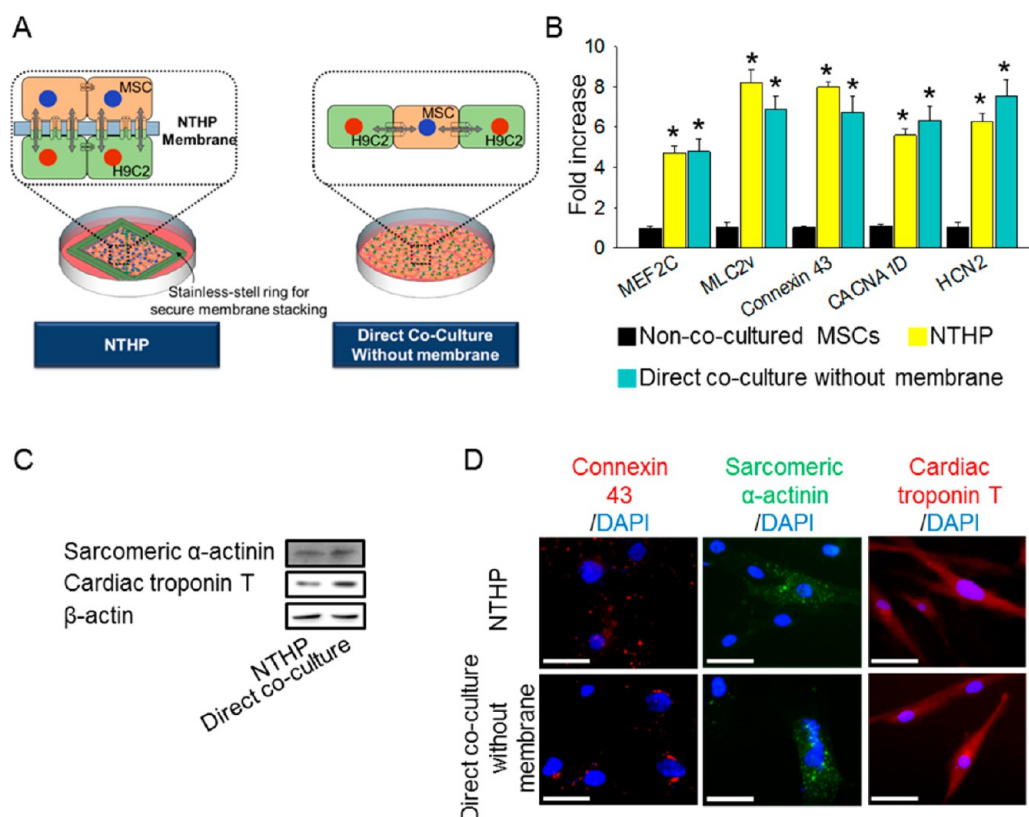 A
MSC
NTHP
Membrane
H9C2
MSC
H9C2
H9C2
Stainless-stell ring for
secure membrane stacking
NTHP
Direct Co-Culture
Without membrane
B
Fold increase
10
8
6
4
2
0
* * * * * * * * * *
MEF2C
MLC2v
Connexin 43
CACNA1D
HCN2
Non-co-cultured MSCs
NTHP
Direct co-culture without membrane
C
Sarcomeric α-actinin
Cardiac troponin T
β-actin
NTHP
Direct co-culture
D
Connexin
43
/DAPI
Sarcomeric
α-actinin
/DAPI
Cardiac
troponin T
/DAPI
NTHP
Direct co-culture
without
membrane